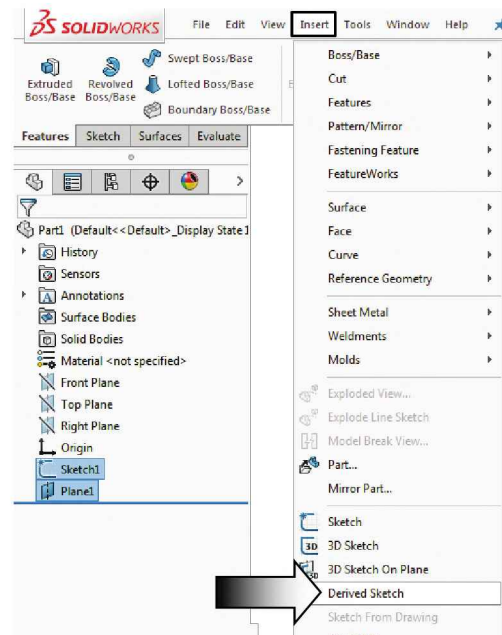 SOLIDWORKS File Edit View Insert Tools Window Help
Extruded Boss/Base
Revolved Boss/Base
Swept Boss/Base
Lofted Boss/Base
Boundary Boss/Base
Features Sketch Surfaces Evaluate
Part1 (Default<<Default>_Display State 1
History
Sensors
Annotations
Surface Bodies
Solid Bodies
Material <not specified>
Front Plane
Top Plane
Right Plane
Origin
Sketch1
Plane1
Boss/Base
Cut
Features
Pattern/Mirror
Fastening Feature
FeatureWorks
Surface
Face
Curve
Reference Geometry
Sheet Metal
Weldments
Molds
Exploded View...
Explode Line Sketch
Model Break View...
Part...
Mirror Part...
Sketch
3D Sketch
3D Sketch On Plane
Derived Sketch
Sketch From Drawing